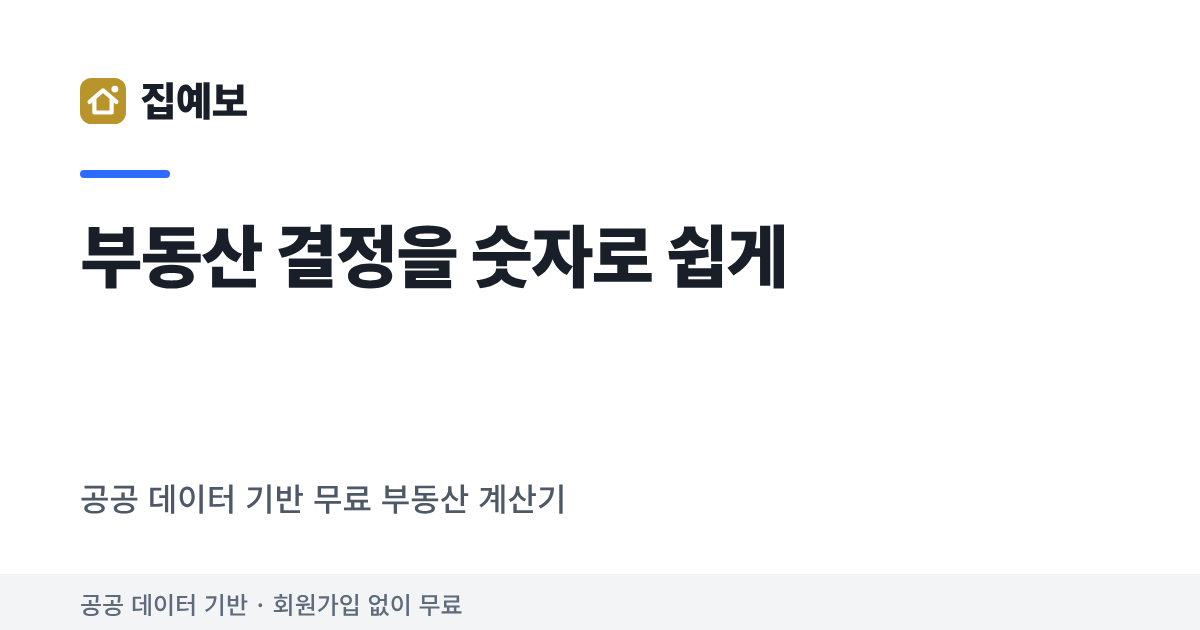 집예보
부동산 결정을 숫자로 쉽게
공공 데이터 기반 무료 부동산 계산기
공공 데이터 기반 · 회원가입 없이 무료